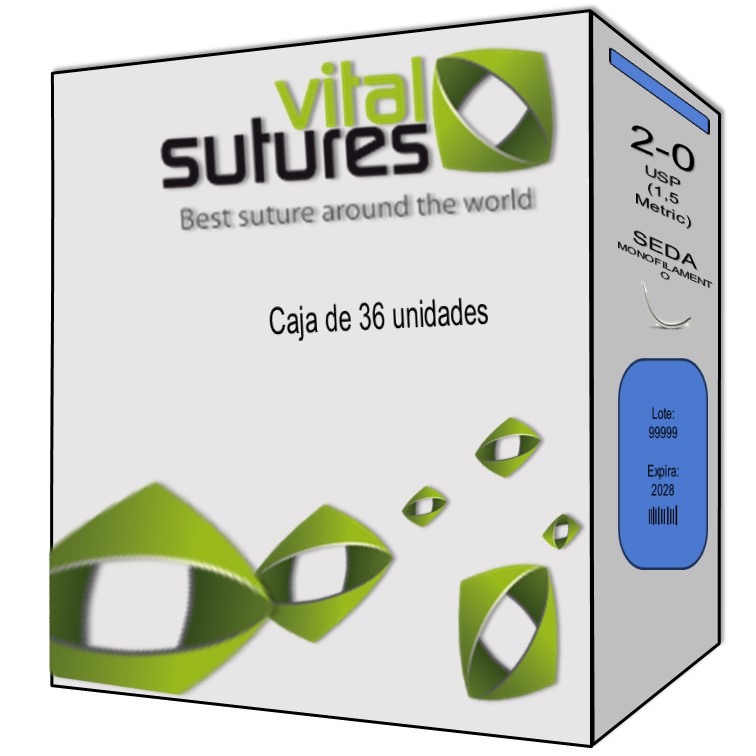 vital
sutures
Best suture around the world
Caja de 36 unidades
2-0
USP
(1,5
Metric)
SEDA
MONOFILAMENT
O
Lote:
99999
Expira:
2028